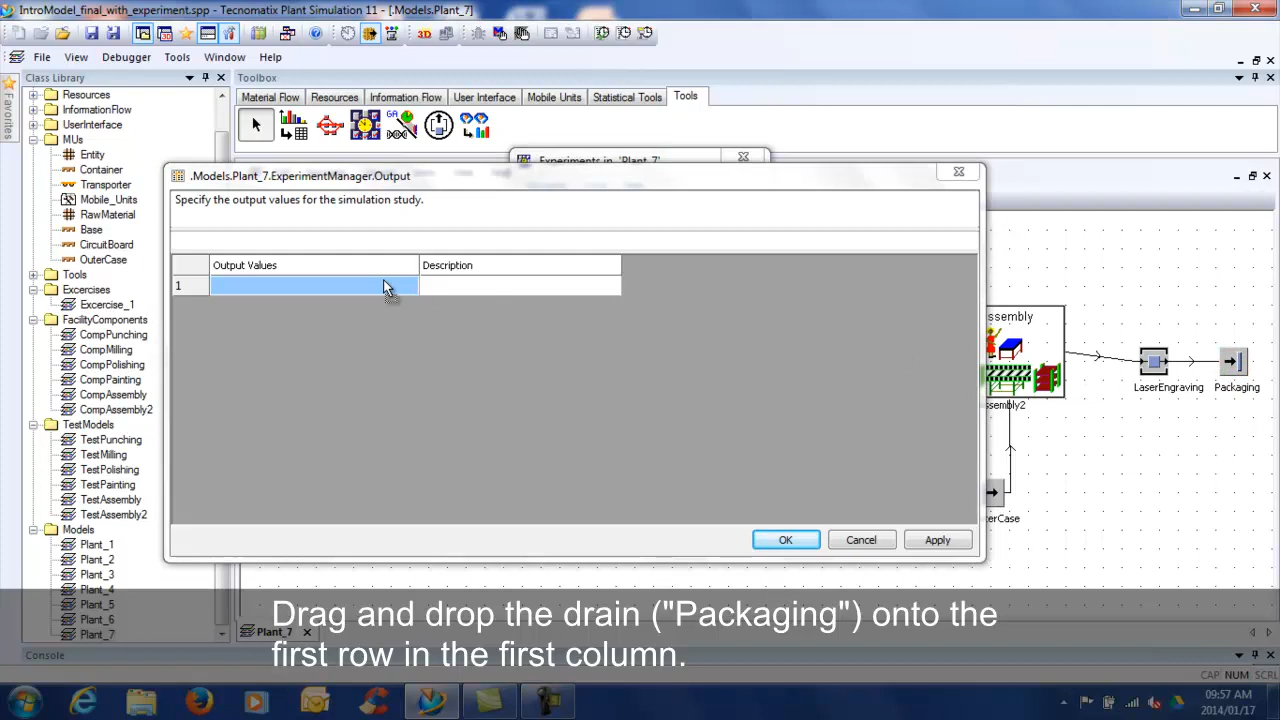 IntroModel_final_with_experiment.spp - Tecnomatix Plant Simulation 11 - [.Models.Plant_7]
File View Debugger Tools Window Help
Class Library
Toolbox
Favorites
Material Flow Resources Information Flow User Interface Mobile Units Statistical Tools Tools
Resources
InformationFlow
UserInterface
MUs
Entity
Container
Transporter
Mobile_Units
RawMaterial
Base
CircuitBoard
OuterCase
Tools
Excercises
Excercise_1
FacilityComponents
CompPunching
CompMilling
CompPolishing
CompPainting
CompAssembly
CompAssembly2
TestModels
TestPunching
TestMilling
TestPolishing
TestPainting
TestAssembly
TestAssembly2
Models
Plant_1
Plant_2
Plant_3
Plant_4
Plant_5
Plant_6
Plant_7
Experiments in 'Plant_7'
.Models.Plant_7.ExperimentManager.Output
Specify the output values for the simulation study.
Output Values Description
1
OK Cancel Apply
ssembly
ssembly2
terCase
LaserEngraving
Packaging
Drag and drop the drain ("Packaging") onto the
first row in the first column.
Plant_7
Console
CAP NUM SCRL
09:57 AM
2014/01/17